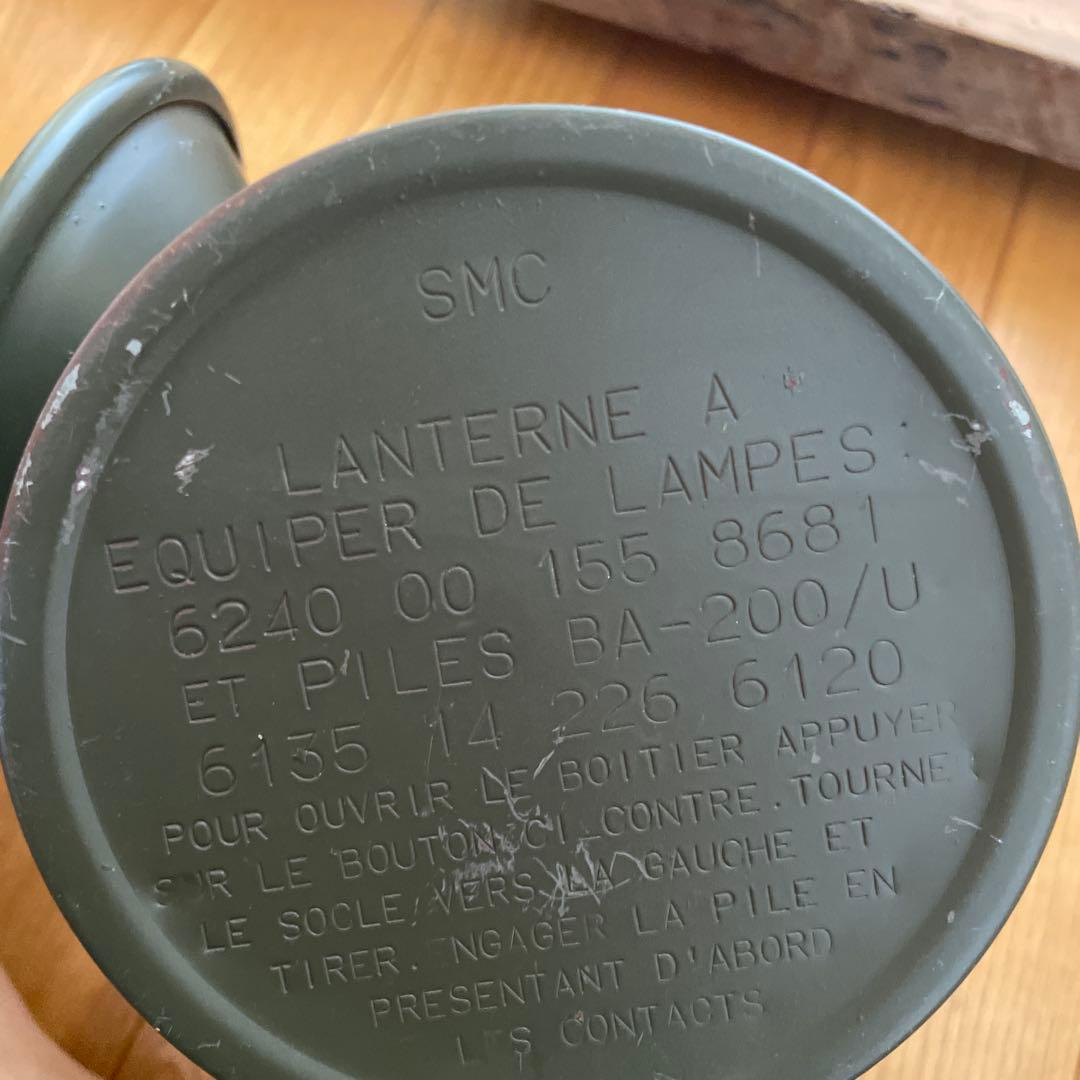 SMC
LANTERNE A
EQUIPER DE LAMPES
6240 00 155 8681
ET PILES BA-200/U
6135 14 226 6120
POUR OUVRIR LE BOITIER APPUYER
SUR LE BOUTON CI_CONTRE.TOURNER
LE SOCLE VERS LA GAUCHE ET
TIRER. ENGAGER LA PILE EN
PRESENTANT D'ABORD
LES CONTACTS